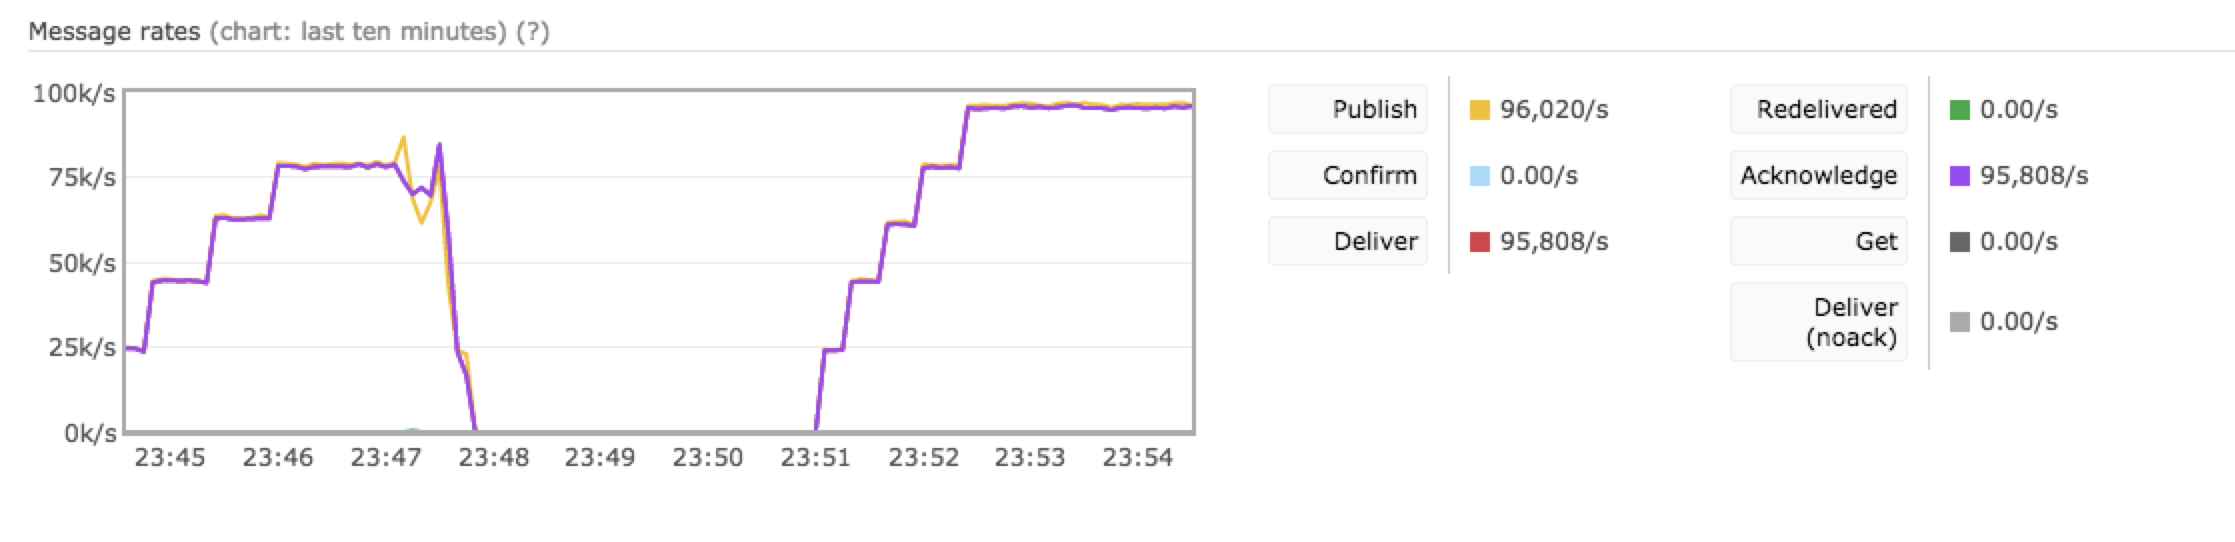 Message rates (chart: last ten minutes) (?)
100k/s
75k/s
50k/s
25k/s
0k/s
23:45 23:46 23:47 23:48 23:49 23:50 23:51 23:52 23:53 23:54
Publish 96,020/s
Confirm 0.00/s
Deliver 95,808/s
Redelivered 0.00/s
Acknowledge 95,808/s
Get 0.00/s
Deliver
(noack) 0.00/s